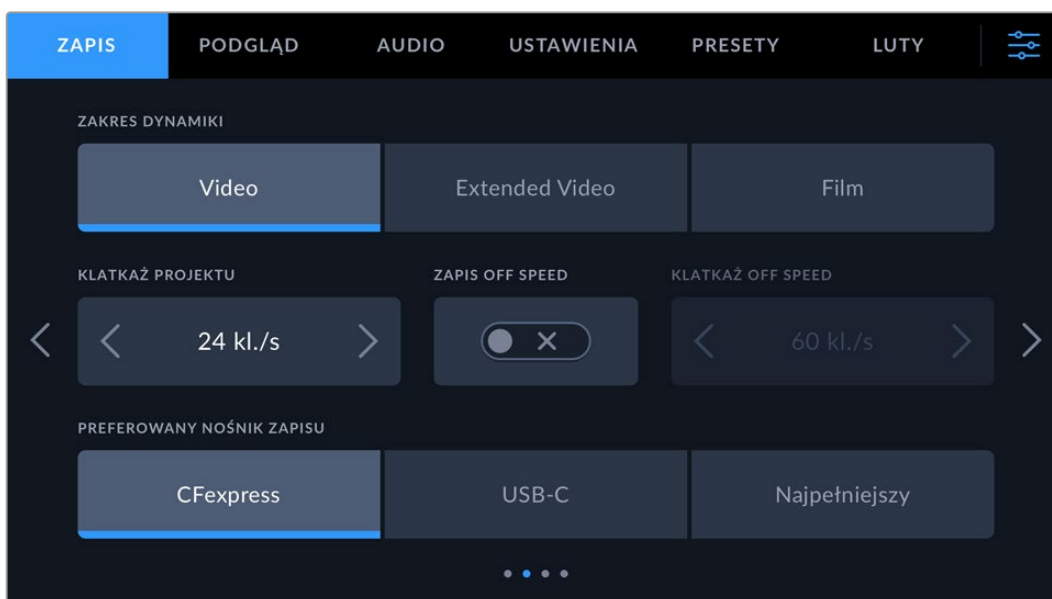 ZAPIS PODGLĄD AUDIO USTAWIENIA PRESETY LUTY
ZAKRES DYNAMIKI
Video Extended Video Film
KLATKAŻ PROJEKTU ZAPIS OFF SPEED KLATKAŻ OFF SPEED
24 kl./s 60 kl./s
PREFEROWANY NOŚNIK ZAPISU
CFexpress USB-C Najpełniejszy